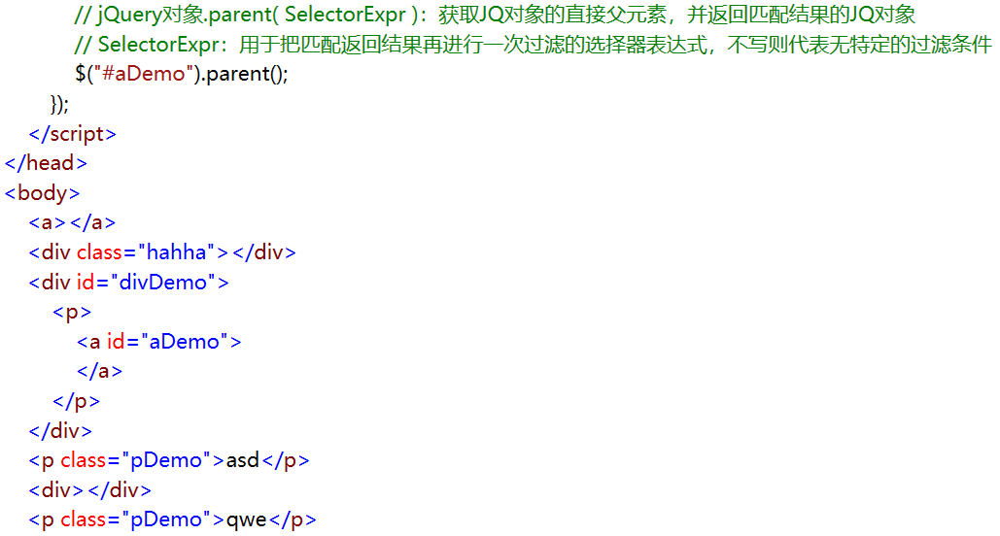 // jQuery对象.parent( SelectorExpr )：获取JQ对象的直接父元素，并返回匹配结果的JQ对象
// SelectorExpr：用于把匹配返回结果再进行一次过滤的选择器表达式，不写则代表无特定的过滤条件
$("#aDemo").parent();
});
</script>
</head>
<body>
<a></a>
<div class="hahha"></div>
<div id="divDemo">
<p>
<a id="aDemo">
</a>
</p>
</div>
<p class="pDemo">asd</p>
<div></div>
<p class="pDemo">qwe</p>